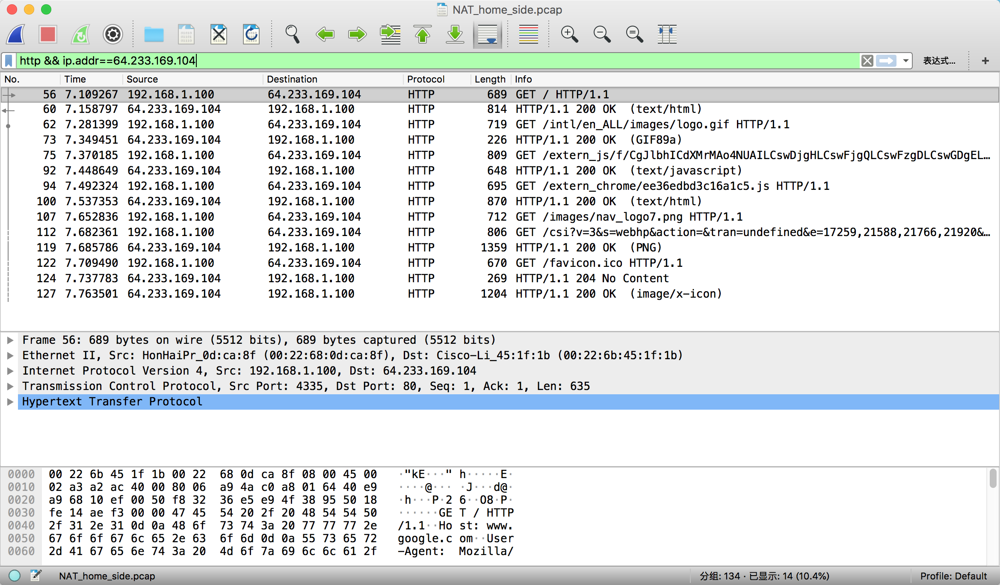 NAT_home_side.pcap
http && ip.addr==64.233.169.104 表达式… +
No. Time Source Destination Protocol Length Info
56 7.109267 192.168.1.100 64.233.169.104 HTTP 689 GET / HTTP/1.1
60 7.158797 64.233.169.104 192.168.1.100 HTTP 814 HTTP/1.1 200 OK (text/html)
62 7.281399 192.168.1.100 64.233.169.104 HTTP 719 GET /intl/en_ALL/images/logo.gif HTTP/1.1
73 7.349451 64.233.169.104 192.168.1.100 HTTP 226 HTTP/1.1 200 OK (GIF89a)
75 7.370185 192.168.1.100 64.233.169.104 HTTP 809 GET /extern_js/f/CgJlbhICdXMrMAo4NUAILCswDjgHLCswFjgQLCswFzgDLCswGDgEL…
92 7.448649 64.233.169.104 192.168.1.100 HTTP 648 HTTP/1.1 200 OK (text/javascript)
94 7.492324 192.168.1.100 64.233.169.104 HTTP 695 GET /extern_chrome/ee36edbd3c16a1c5.js HTTP/1.1
100 7.537353 64.233.169.104 192.168.1.100 HTTP 870 HTTP/1.1 200 OK (text/html)
107 7.652836 192.168.1.100 64.233.169.104 HTTP 712 GET /images/nav_logo7.png HTTP/1.1
112 7.682361 192.168.1.100 64.233.169.104 HTTP 806 GET /csi?v=3&s=webhp&action=&tran=undefined&e=17259,21588,21766,21920&…
119 7.685786 64.233.169.104 192.168.1.100 HTTP 1359 HTTP/1.1 200 OK (PNG)
122 7.709490 192.168.1.100 64.233.169.104 HTTP 670 GET /favicon.ico HTTP/1.1
124 7.737783 64.233.169.104 192.168.1.100 HTTP 269 HTTP/1.1 204 No Content
127 7.763501 64.233.169.104 192.168.1.100 HTTP 1204 HTTP/1.1 200 OK (image/x-icon)
Frame 56: 689 bytes on wire (5512 bits), 689 bytes captured (5512 bits)
Ethernet II, Src: HonHaiPr_0d:ca:8f (00:22:68:0d:ca:8f), Dst: Cisco-Li_45:1f:1b (00:22:6b:45:1f:1b)
Internet Protocol Version 4, Src: 192.168.1.100, Dst: 64.233.169.104
Transmission Control Protocol, Src Port: 4335, Dst Port: 80, Seq: 1, Ack: 1, Len: 635
Hypertext Transfer Protocol
0000 00 22 6b 45 1f 1b 00 22 68 0d ca 8f 08 00 45 00 ·"kE···" h·····E·
0010 02 a3 a2 ac 40 00 80 06 a9 4a c0 a8 01 64 40 e9 ····@··· ·J···d@·
0020 a9 68 10 ef 00 50 f8 32 36 e5 e9 4f 38 95 50 18 ·h···P·2 6··O8·P·
0030 fe 14 ae f3 00 00 47 45 54 20 2f 20 48 54 54 50 ······GE T / HTTP
0040 2f 31 2e 31 0d 0a 48 6f 73 74 3a 20 77 77 77 2e /1.1··Ho st: www.
0050 67 6f 6f 67 6c 65 2e 63 6f 6d 0d 0a 55 73 65 72 google.c om··User
0060 2d 41 67 65 6e 74 3a 20 4d 6f 7a 69 6c 6c 61 2f -Agent: Mozilla/
NAT_home_side.pcap 分组: 134 · 已显示: 14 (10.4%) Profile: Default